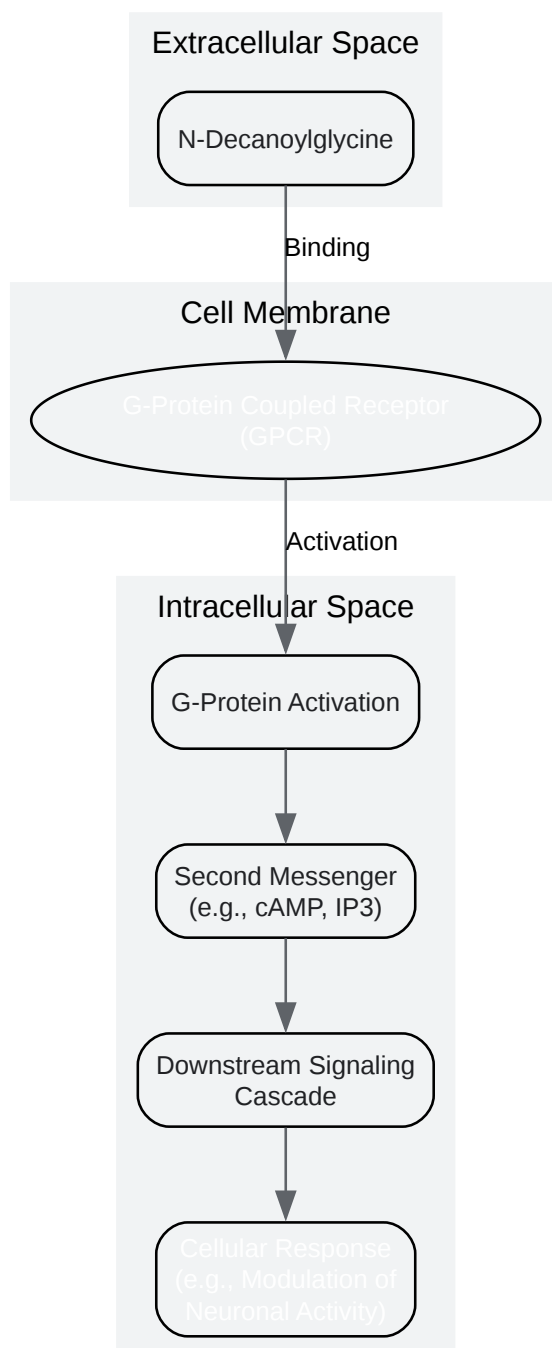 Extracellular Space
N-Decanoylglycine
Binding
Cell Membrane
G-Protein Coupled Receptor
(GPCR)
Activation
Intracellular Space
G-Protein Activation
Second Messenger
(e.g., cAMP, IP3)
Downstream Signaling
Cascade
Cellular Response
(e.g., Modulation of
Neuronal Activity)